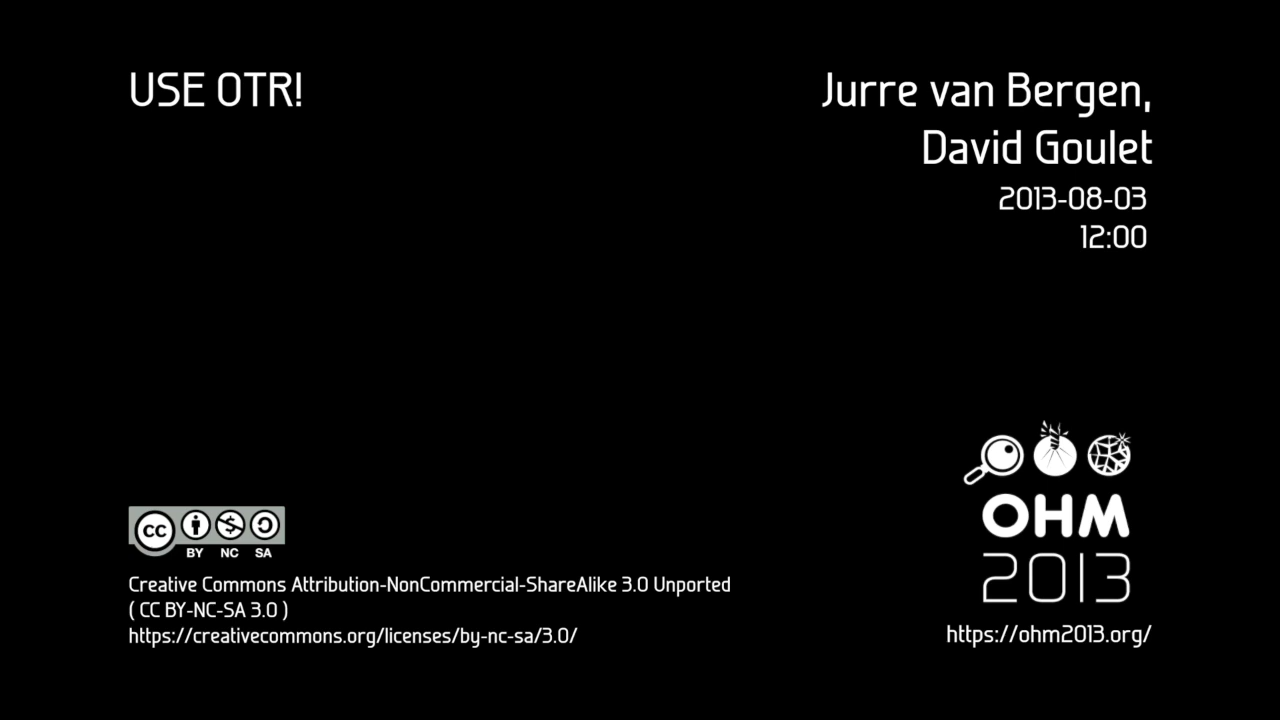 USE OTR!
Jurre van Bergen,
David Goulet
2013-08-03
12:00
cc
BY NC SA
Creative Commons Attribution-NonCommercial-ShareAlike 3.0 Unported
( CC BY-NC-SA 3.0 )
https://creativecommons.org/licenses/by-nc-sa/3.0/
OHM
2013
https://ohm2013.org/